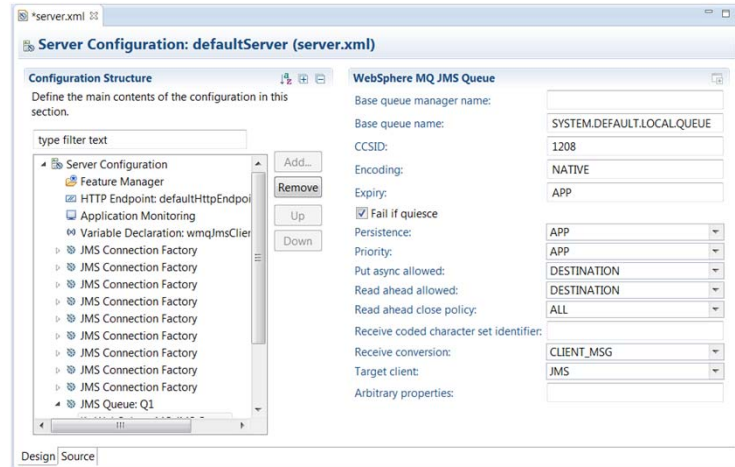 *server.xml
Server Configuration: defaultServer (server.xml)
Configuration Structure
Define the main contents of the configuration in this
section.
type filter text
Server Configuration
Feature Manager
HTTP Endpoint: defaultHttpEndpoi
Application Monitoring
Variable Declaration: wmqJmsClier
JMS Connection Factory
JMS Connection Factory
JMS Connection Factory
JMS Connection Factory
JMS Connection Factory
JMS Connection Factory
JMS Connection Factory
JMS Connection Factory
JMS Connection Factory
JMS Queue: Q1
Add...
Remove
Up
Down
WebSphere MQ JMS Queue
Base queue manager name:
Base queue name: SYSTEM.DEFAULT.LOCAL.QUEUE
CCSID: 1208
Encoding: NATIVE
Expiry: APP
Fail if quiesce
Persistence: APP
Priority: APP
Put async allowed: DESTINATION
Read ahead allowed: DESTINATION
Read ahead close policy: ALL
Receive coded character set identifier:
Receive conversion: CLIENT_MSG
Target client: JMS
Arbitrary properties:
Design Source